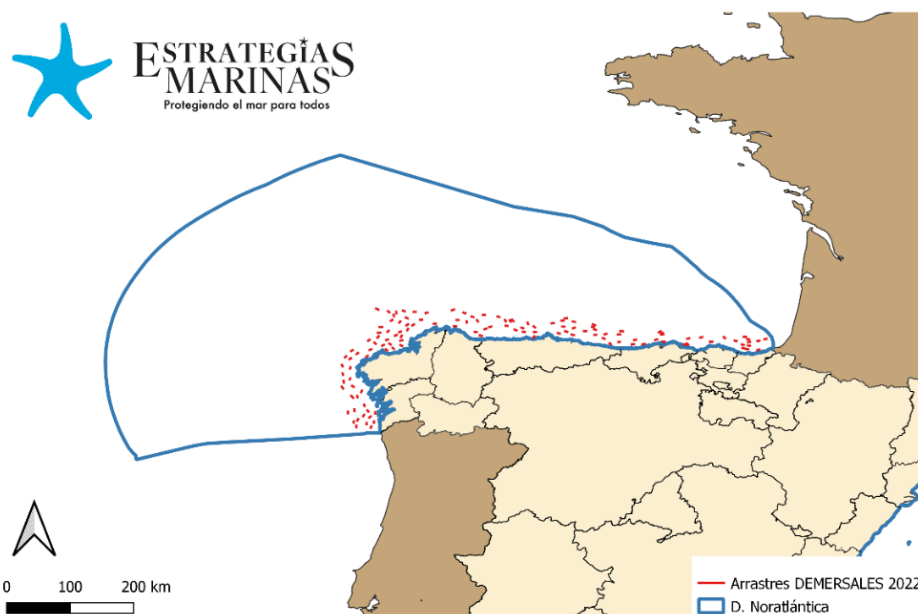 ESTRATEGIAS
MARINAS
Protegiendo el mar para todos
0 100 200 km
Arrastres DEMERSALES 2022
D. Noratlántica